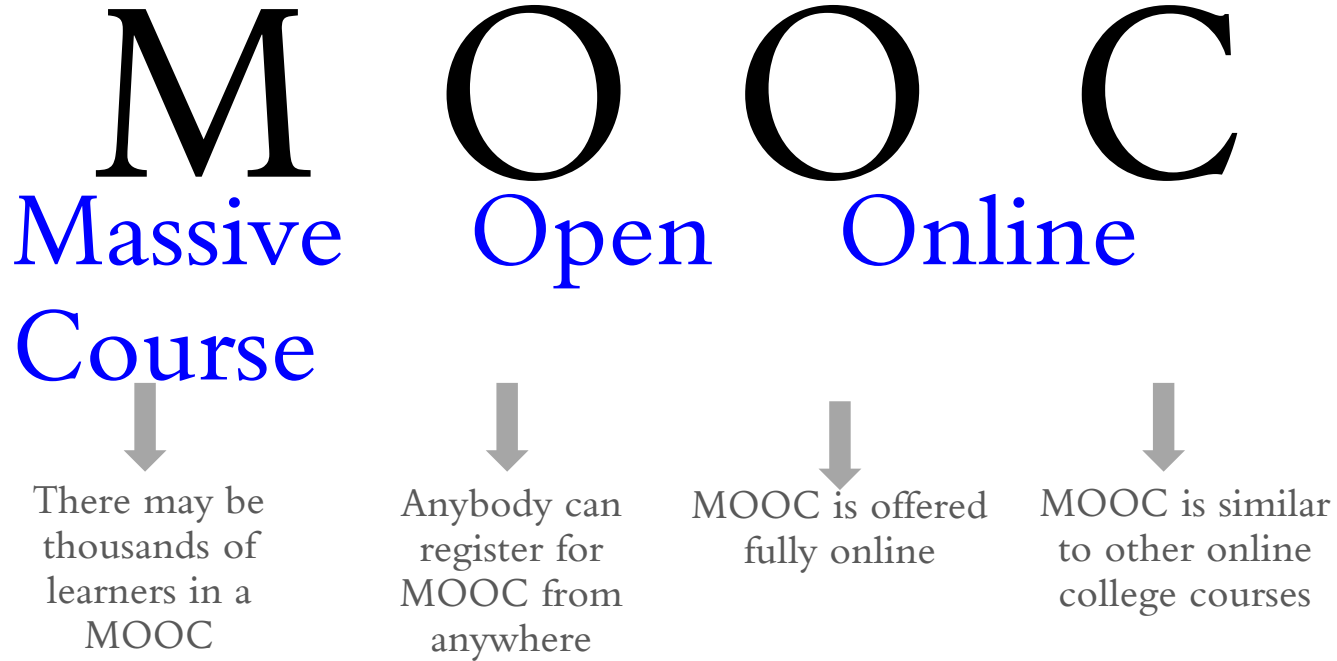 M O O C
Massive Open Online
Course
There may be
thousands of
learners in a
MOOC
Anybody can
register for
MOOC from
anywhere
MOOC is offered
fully online
MOOC is similar
to other online
college courses